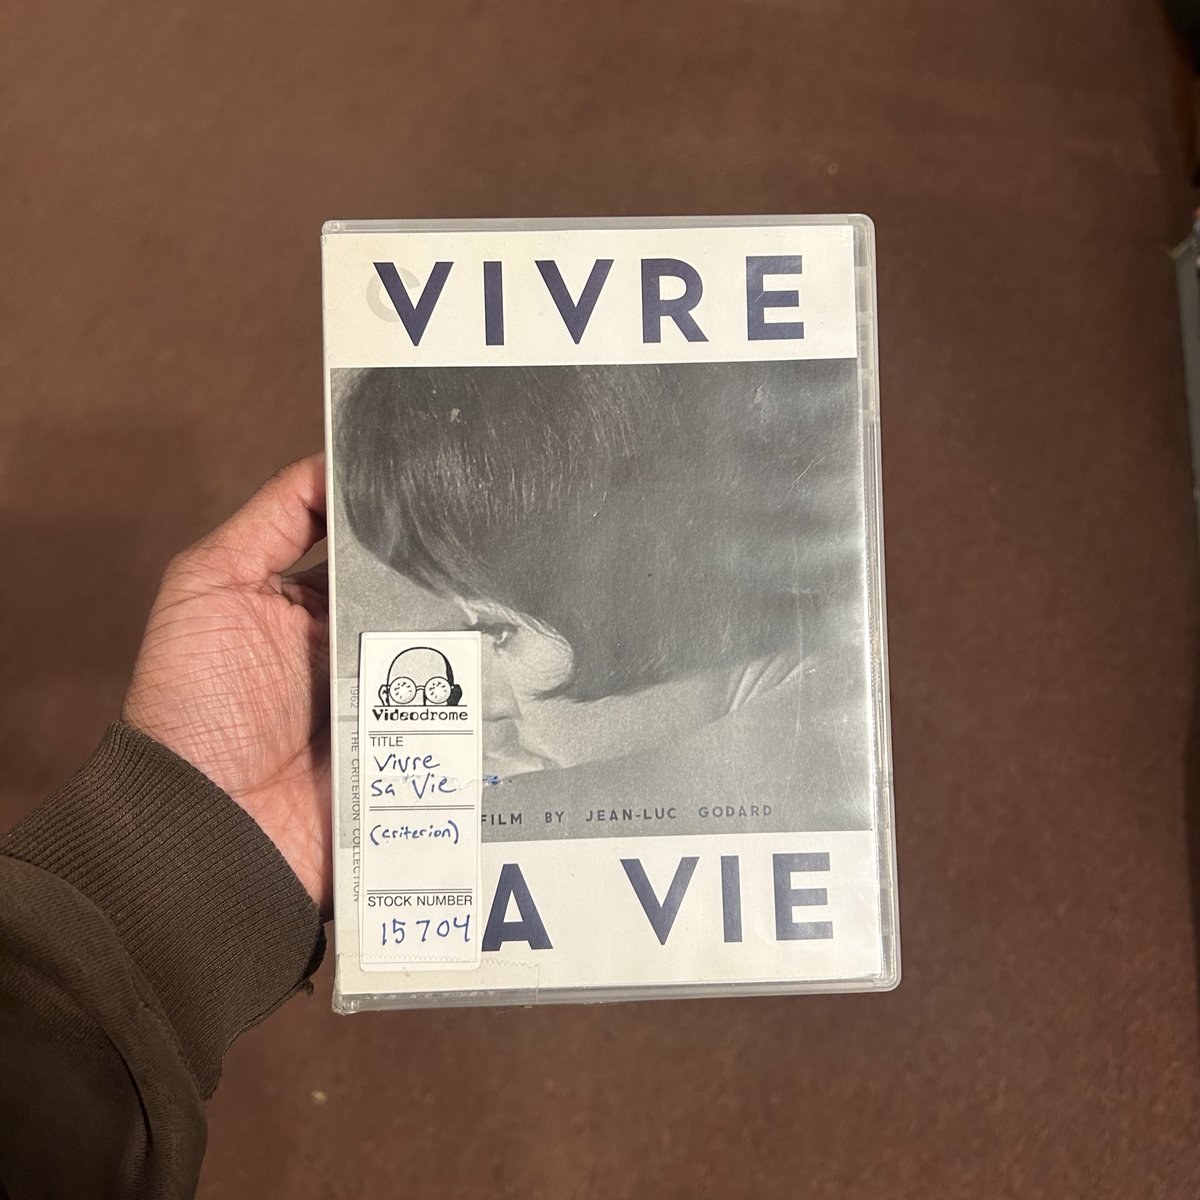 VIVRE
FILM BY JEAN-LUC GODARD
A VIE
1962 THE CRITERION COLLECTION
Videodrome
TITLE
Vivre
Sa Vie
(criterion)
STOCK NUMBER
15704